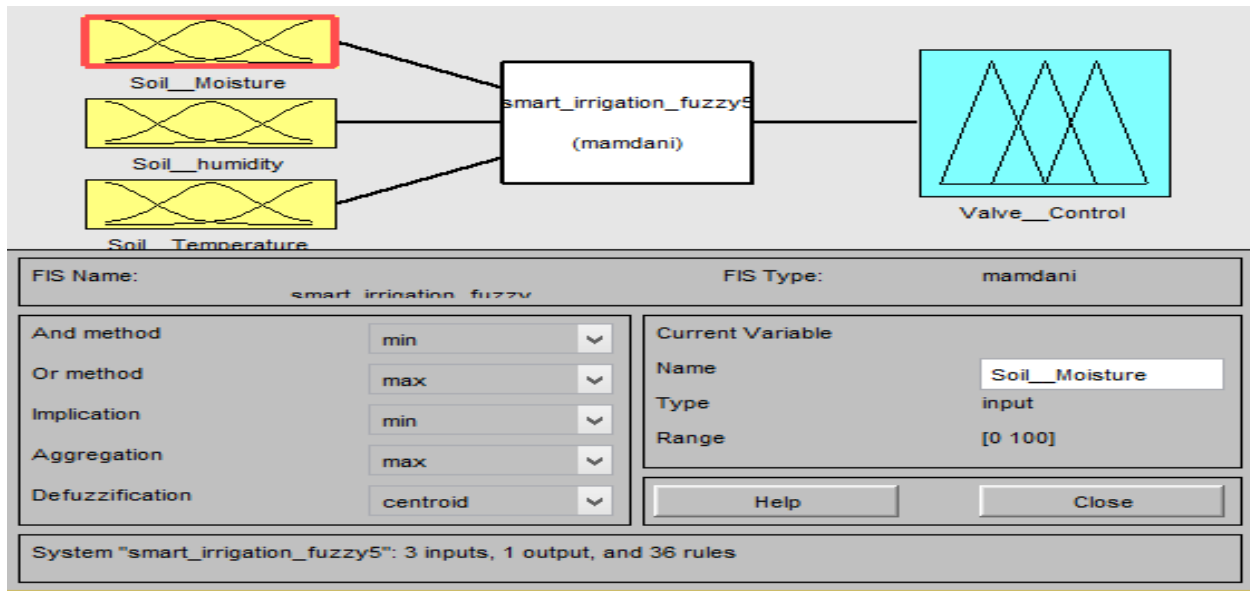 Soil__Moisture
Soil__humidity
Soil__Temperature
smart_irrigation_fuzzy5
(mamdani)
Valve__Control
FIS Name: smart_irrigation_fuzzy FIS Type: mamdani
And method min
Or method max
Implication min
Aggregation max
Defuzzification centroid
Current Variable
Name Soil__Moisture
Type input
Range [0 100]
Help Close
System "smart_irrigation_fuzzy5": 3 inputs, 1 output, and 36 rules